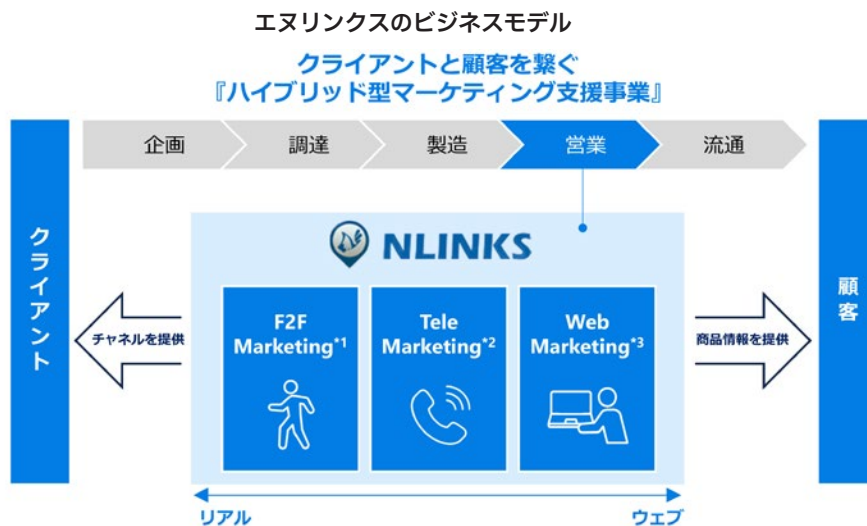 エヌリンクスのビジネスモデル
クライアントと顧客を繋ぐ
『ハイブリッド型マーケティング支援事業』
企画
調達
製造
営業
流通
クライアント
NLINKS
顧客
チャネルを提供
F2F
Marketing*1
Tele
Marketing*2
Web
Marketing*3
商品情報を提供
リアル
ウェブ